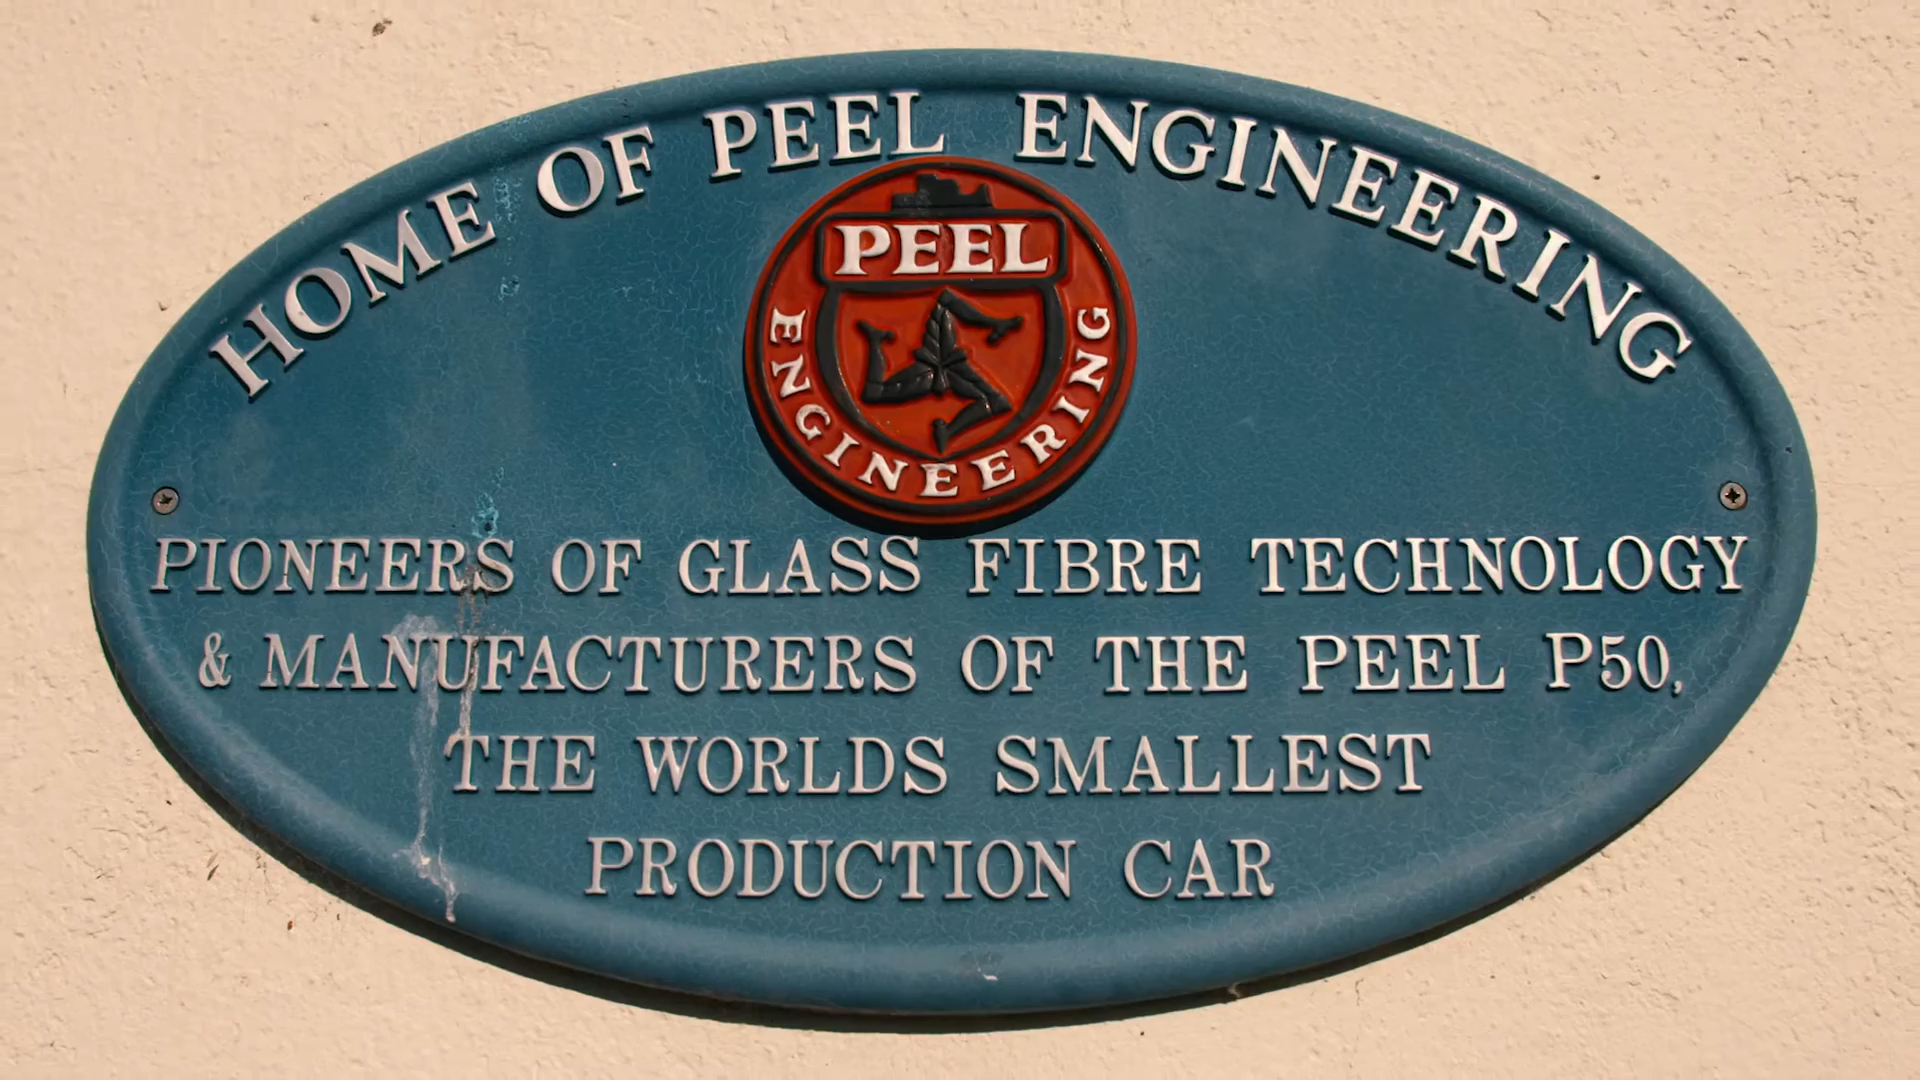 HOME OF PEEL ENGINEERING
PEEL
ENGINEERING
PIONEERS OF GLASS FIBRE TECHNOLOGY
& MANUFACTURERS OF THE PEEL P50,
THE WORLDS SMALLEST
PRODUCTION CAR